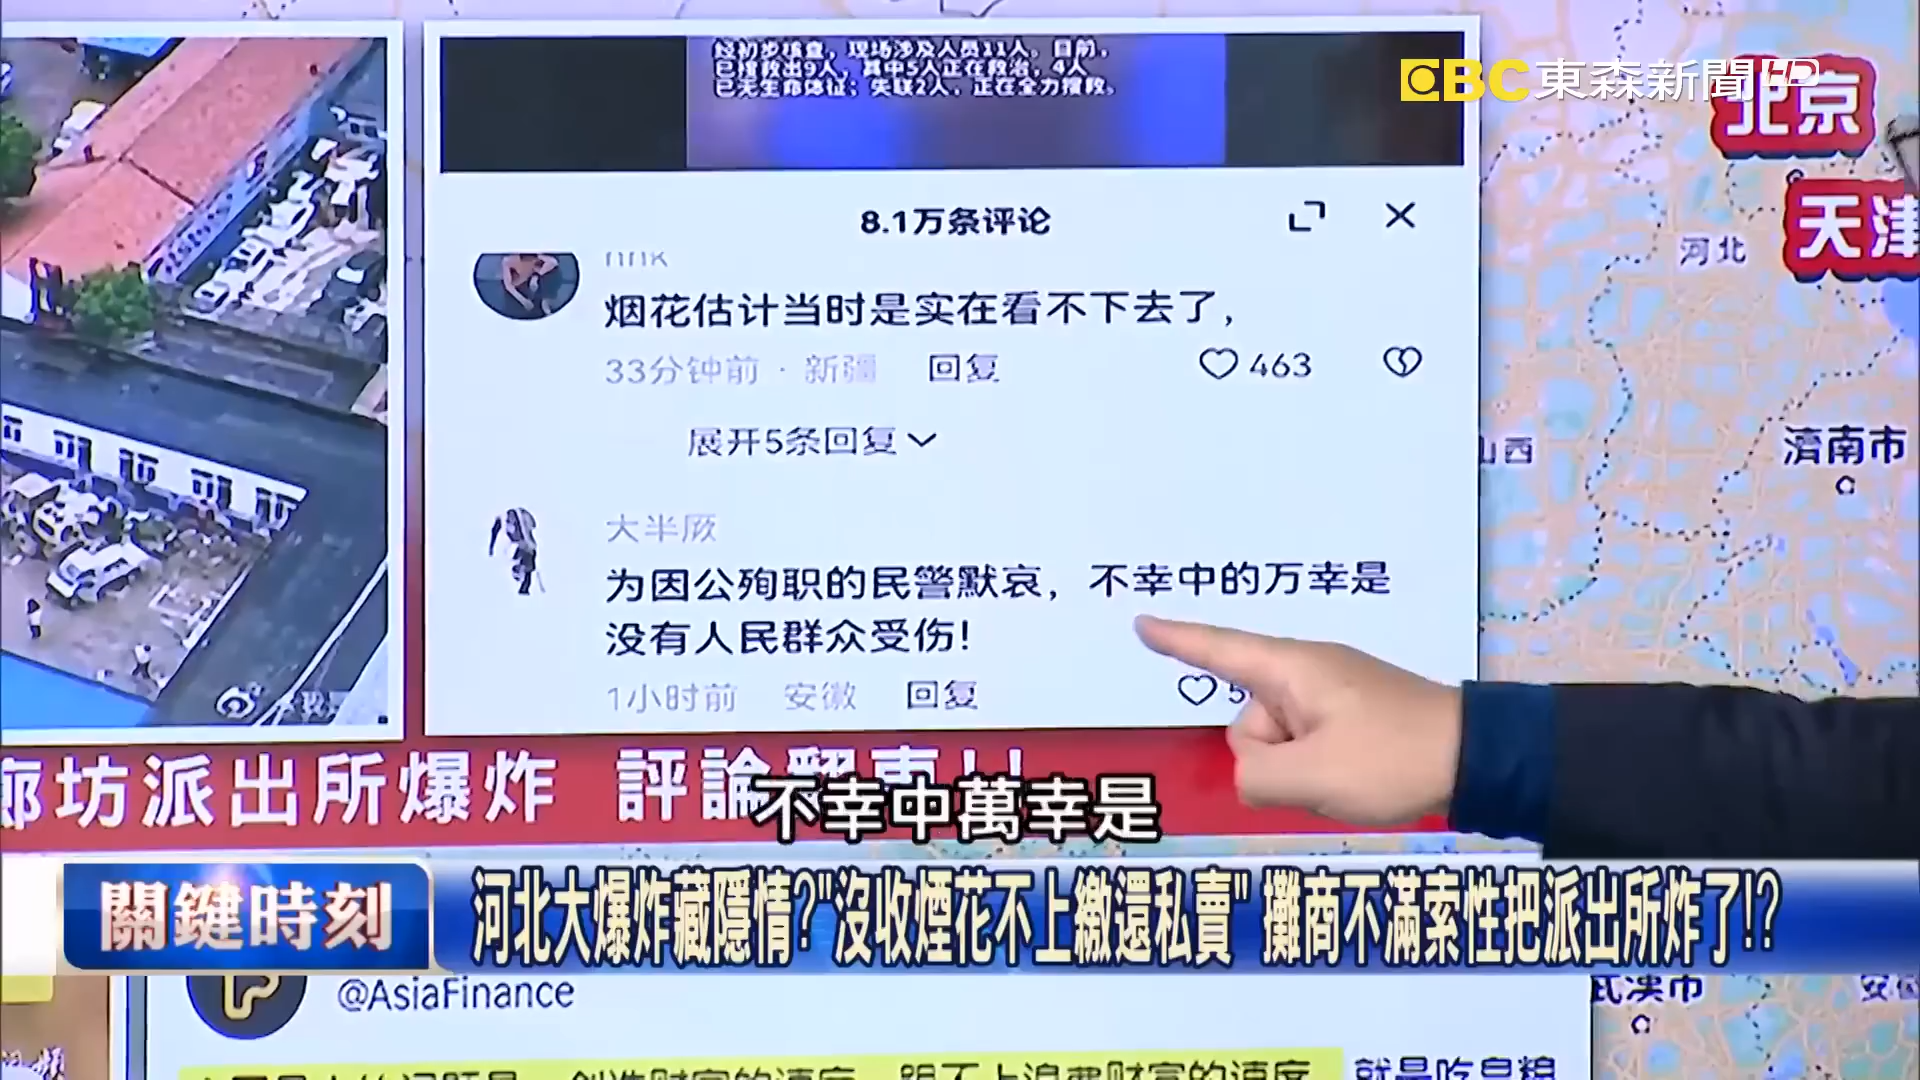 经初步核查，现场涉及人员11人。目前，
已搜救出9人，其中5人正在救治，4人
已无生命体征；失联2人，正在全力搜救。
EBC 東森新聞 HD
北京
天津
河北
8.1万条评论
烟花估计当时是实在看不下去了，
33分钟前 · 新疆 回复 463
展开5条回复
山西
濟南市
大半厥
为因公殉职的民警默哀，不幸中的万幸是
没有人民群众受伤！
1小时前 安徽 回复
廊坊派出所爆炸 評論
不幸中萬幸是
關鍵時刻
河北大爆炸藏隱情?"沒收煙花不上繳還私賣" 攤商不滿索性把派出所炸了!?
@AsiaFinance
武漢市